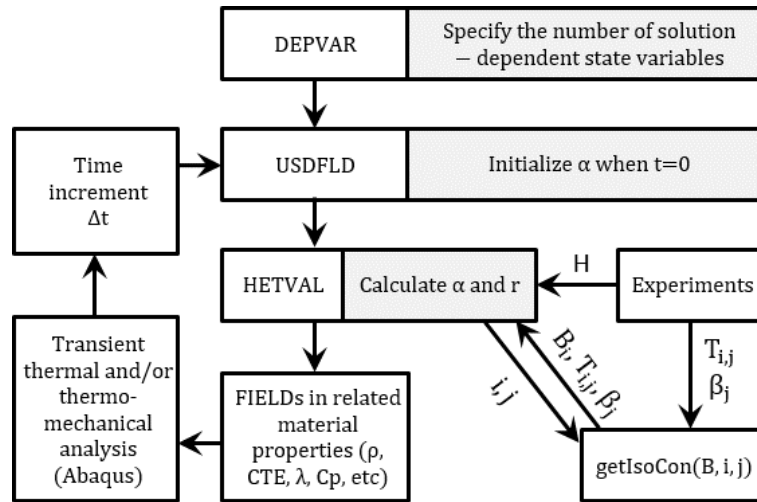 DEPVAR
Specify the number of solution
– dependent state variables
Time
increment
Δt
USDFLD
Initialize α when t=0
HETVAL
Calculate α and r
H
Experiments
Transient
thermal and/or
thermo-
mechanical
analysis
(Abaqus)
FIELDs in related
material
properties (ρ,
CTE, λ, Cp, etc)
i, j
Bᵢ, Tᵢ,ⱼ, βⱼ
Tᵢ,ⱼ
βⱼ
getIsoCon(B, i, j)